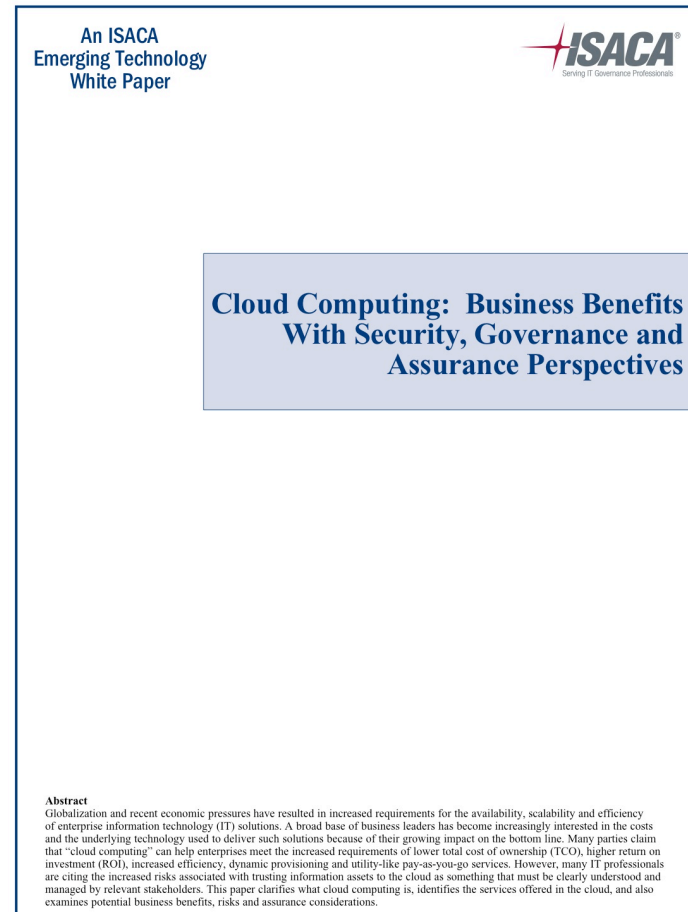 An ISACA
Emerging Technology
White Paper
ISACA®
Serving IT Governance Professionals
Cloud Computing: Business Benefits
With Security, Governance and
Assurance Perspectives
Abstract
Globalization and recent economic pressures have resulted in increased requirements for the availability, scalability and efficiency
of enterprise information technology (IT) solutions. A broad base of business leaders has become increasingly interested in the costs
and the underlying technology used to deliver such solutions because of their growing impact on the bottom line. Many parties claim
that “cloud computing” can help enterprises meet the increased requirements of lower total cost of ownership (TCO), higher return on
investment (ROI), increased efficiency, dynamic provisioning and utility-like pay-as-you-go services. However, many IT professionals
are citing the increased risks associated with trusting information assets to the cloud as something that must be clearly understood and
managed by relevant stakeholders. This paper clarifies what cloud computing is, identifies the services offered in the cloud, and also
examines potential business benefits, risks and assurance considerations.